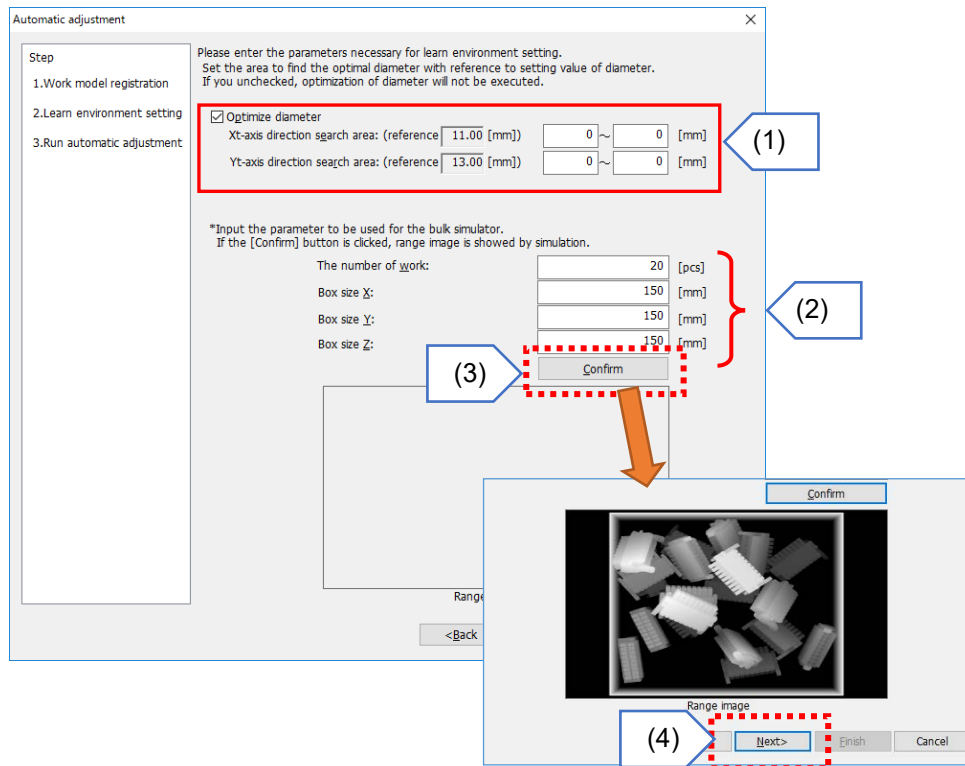 Automatic adjustment
Step
1.Work model registration
2.Learn environment setting
3.Run automatic adjustment
Please enter the parameters necessary for learn environment setting.
Set the area to find the optimal diameter with reference to setting value of diameter.
If you unchecked, optimization of diameter will not be executed.
Optimize diameter
Xt-axis direction search area: (reference 11.00 [mm]) 0 ~ 0 [mm]
Yt-axis direction search area: (reference 13.00 [mm]) 0 ~ 0 [mm]
(1)
*Input the parameter to be used for the bulk simulator.
If the [Confirm] button is clicked, range image is showed by simulation.
The number of work: 20 [pcs]
Box size X: 150 [mm]
Box size Y: 150 [mm]
Box size Z: 150 [mm]
(2)
(3)
Confirm
Confirm
Range
Range image
<Back
(4)
Next>
Finish
Cancel